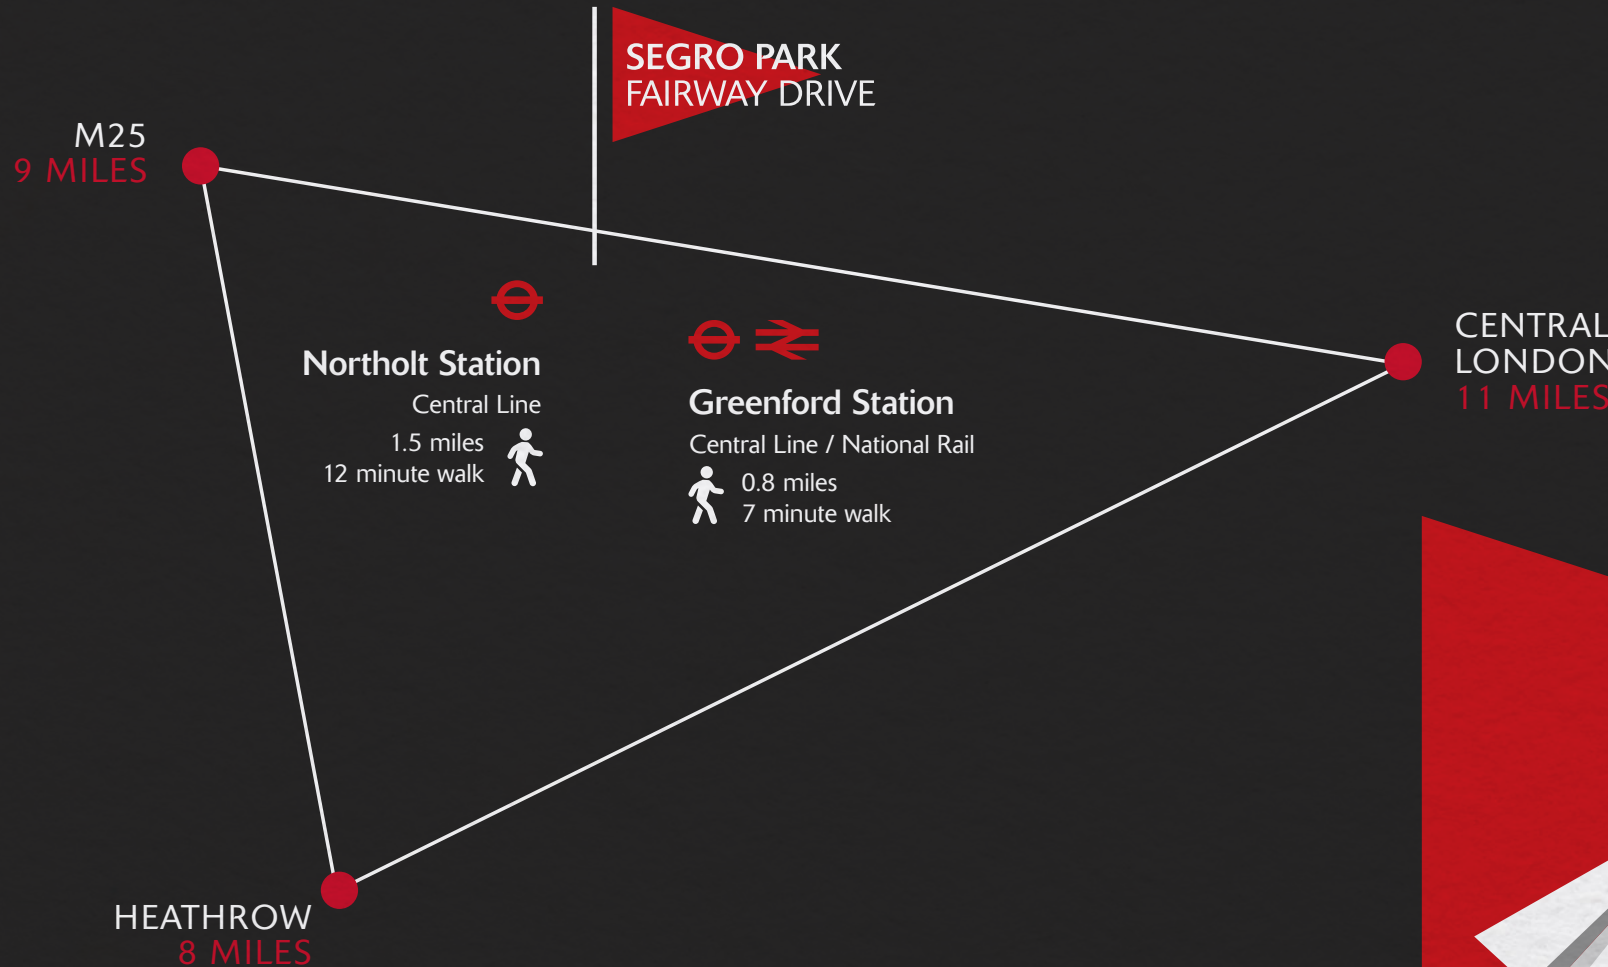 SEGRO PARK
FAIRWAY DRIVE
M25
9 MILES
CENTRAL
LONDON
11 MILES
Northolt Station
Central Line
1.5 miles
12 minute walk
Greenford Station
Central Line / National Rail
0.8 miles
7 minute walk
HEATHROW
8 MILES